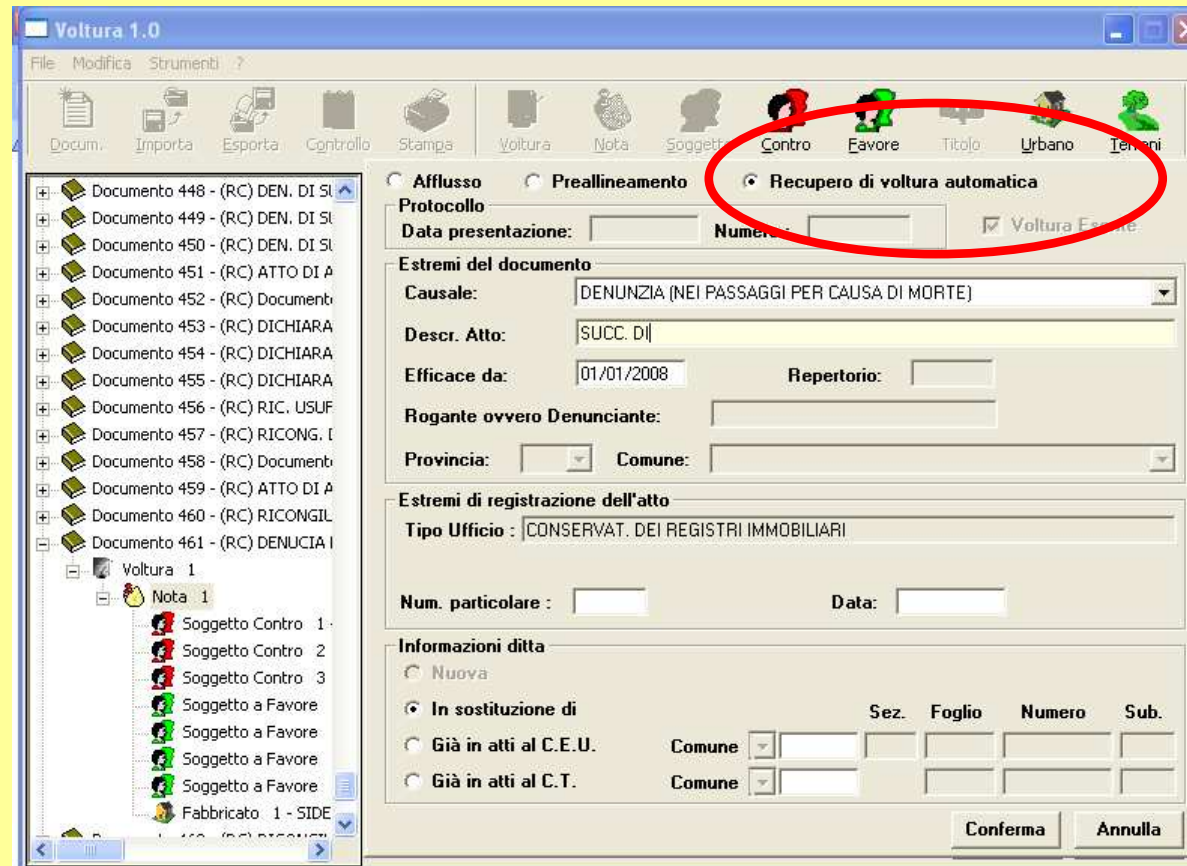 Voltura 1.0
File Modifica Strumenti ?
Docum. Importa Esporta Controllo Stampa Voltura Nota Soggetti Contro Favore Titolo Urbano Terreni
Documento 448 - (RC) DEN. DI SU
Documento 449 - (RC) DEN. DI SU
Documento 450 - (RC) DEN. DI SU
Documento 451 - (RC) ATTO DI A
Documento 452 - (RC) Documento
Documento 453 - (RC) DICHIARA
Documento 454 - (RC) DICHIARA
Documento 455 - (RC) DICHIARA
Documento 456 - (RC) RIC. USUF
Documento 457 - (RC) RICONG. D
Documento 458 - (RC) Documento
Documento 459 - (RC) ATTO DI A
Documento 460 - (RC) RICONGIU
Documento 461 - (RC) DENUCIA
Voltura 1
Nota 1
Soggetto Contro 1 -
Soggetto Contro 2
Soggetto Contro 3
Soggetto a Favore
Soggetto a Favore
Soggetto a Favore
Soggetto a Favore
Fabbricato 1 - SIDE
Afflusso Preallineamento Recupero di voltura automatica
Protocollo
Data presentazione: Numero: Voltura Esente
Estremi del documento
Causale: DENUNZIA (NEI PASSAGGI PER CAUSA DI MORTE)
Descr. Atto: SUCC. DI
Efficace da: 01/01/2008 Repertorio:
Rogante ovvero Denunciante:
Provincia: Comune:
Estremi di registrazione dell'atto
Tipo Ufficio : CONSERVAT. DEI REGISTRI IMMOBILIARI
Num. particolare : Data:
Informazioni ditta
Nuova
In sostituzione di Sez. Foglio Numero Sub.
Già in atti al C.E.U. Comune
Già in atti al C.T. Comune
Conferma Annulla